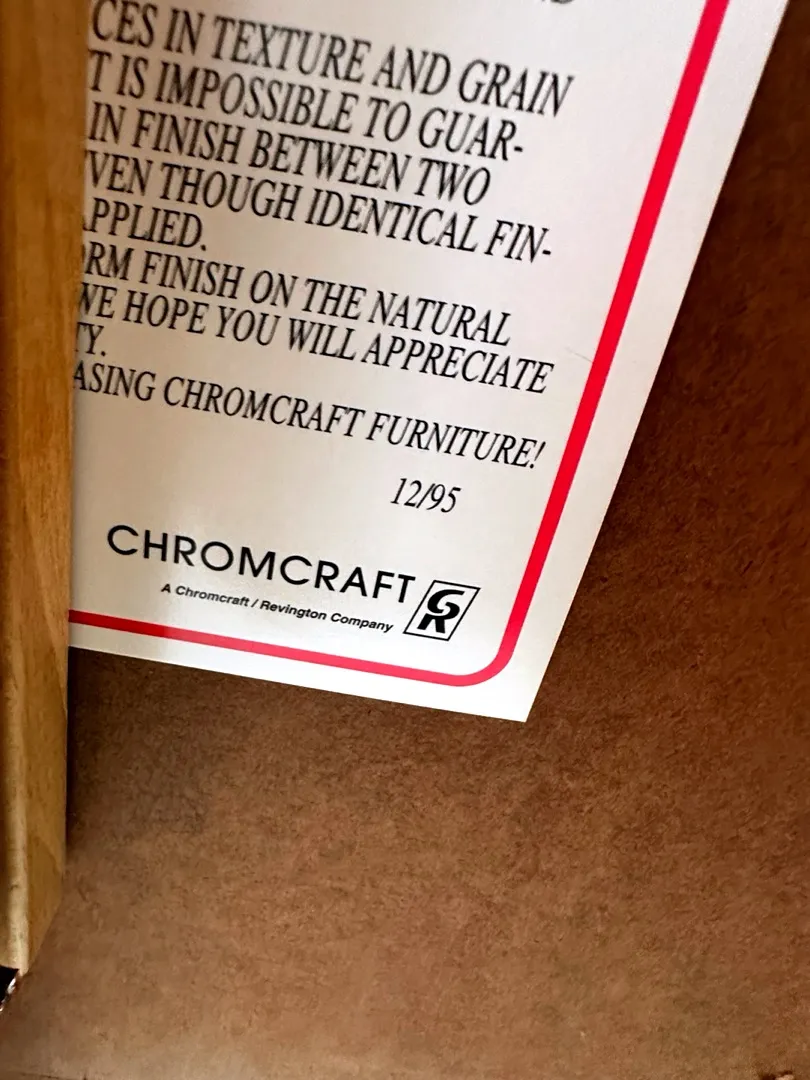 CES IN TEXTURE AND GRAIN
T IS IMPOSSIBLE TO GUAR-
IN FINISH BETWEEN TWO
VEN THOUGH IDENTICAL FIN-
APPLIED.
ORM FINISH ON THE NATURAL
WE HOPE YOU WILL APPRECIATE
TY.
ASING CHROMCRAFT FURNITURE!
12/95
CHROMCRAFT
A Chromcraft / Revington Company
CR